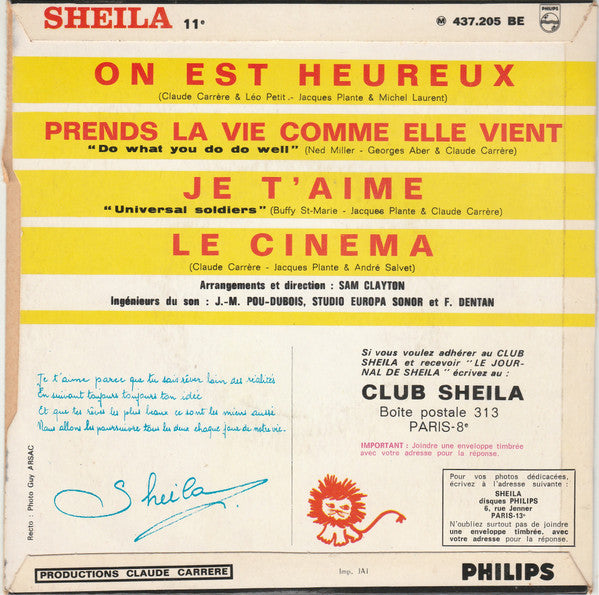 SHEILA 11e
Ⓜ 437.205 BE
PHILIPS
ON EST HEUREUX
(Claude Carrère & Léo Petit .- Jacques Plante & Michel Laurent)
PRENDS LA VIE COMME ELLE VIENT
"Do what you do do well" (Ned Miller - Georges Aber & Claude Carrère)
JE T'AIME
"Universal soldiers" (Buffy St-Marie - Jacques Plante & Claude Carrère)
LE CINEMA
(Claude Carrère - Jacques Plante & André Salvet)
Arrangements et direction : SAM CLAYTON
Ingénieurs du son : J.-M. POU-DUBOIS, STUDIO EUROPA SONOR et F. DENTAN
Je t'aime parce que tu sais rêver loin des réalités
En suivant toujours toujours ton idée
Et que tes rêves les plus beaux ce sont les miens aussi
Nous allons les poursuivre tous les deux chaque jour de notre vie.
Sheila
Recto : Photo Guy ARSAC
Si vous voulez adhérer au CLUB
SHEILA et recevoir "LE JOUR-
NAL DE SHEILA" écrivez au :
CLUB SHEILA
Boîte postale 313
PARIS-8e
IMPORTANT : Joindre une enveloppe timbrée
avec votre adresse pour la réponse.
Pour vos photos dédicacées,
écrivez à l'adresse suivante :
SHEILA
disques PHILIPS
6, rue Jenner
PARIS-13e
N'oubliez surtout pas de joindre
une enveloppe timbrée, avec
votre adresse pour la réponse.
PRODUCTIONS CLAUDE CARRERE
Imp. JAT
PHILIPS